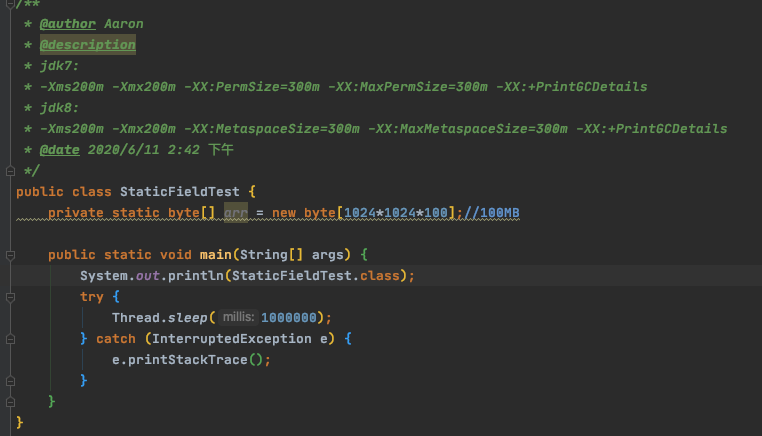 /**
 * @author Aaron
 * @description
 * jdk7:
 * -Xms200m -Xmx200m -XX:PermSize=300m -XX:MaxPermSize=300m -XX:+PrintGCDetails
 * jdk8:
 * -Xms200m -Xmx200m -XX:MetaspaceSize=300m -XX:MaxMetaspaceSize=300m -XX:+PrintGCDetails
 * @date 2020/6/11 2:42 下午
 */
public class StaticFieldTest {
    private static byte[] arr = new byte[1024*1024*100];//100MB
    public static void main(String[] args) {
        System.out.println(StaticFieldTest.class);
        try {
            Thread.sleep( millis: 1000000);
        } catch (InterruptedException e) {
            e.printStackTrace();
        }
    }
}